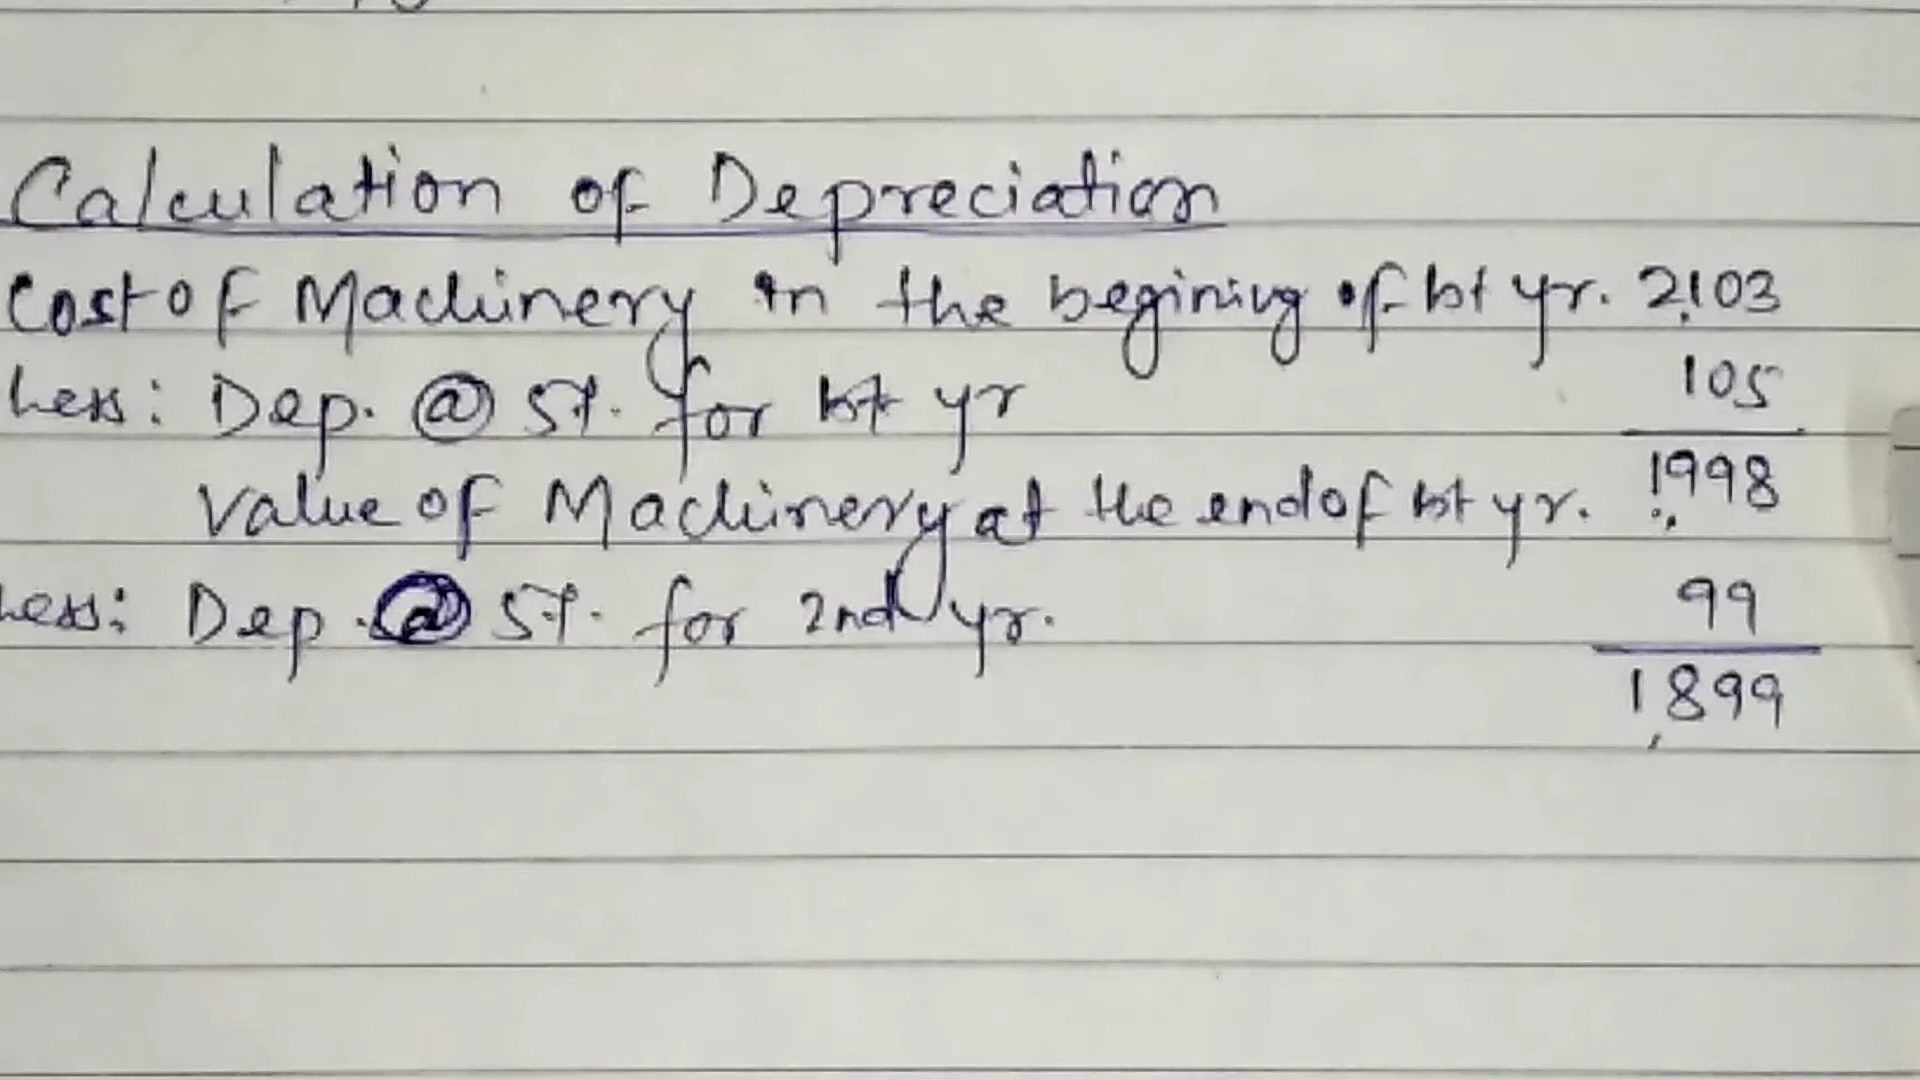 Calculation of Depreciation
Cost of Machinery in the begining of 1st yr. 2,103
Less: Dep. @ 5%. for 1st yr 105
Value of Machinery at the end of 1st yr. 1,998
Less: Dep. @ 5%. for 2nd yr. 99
1,899